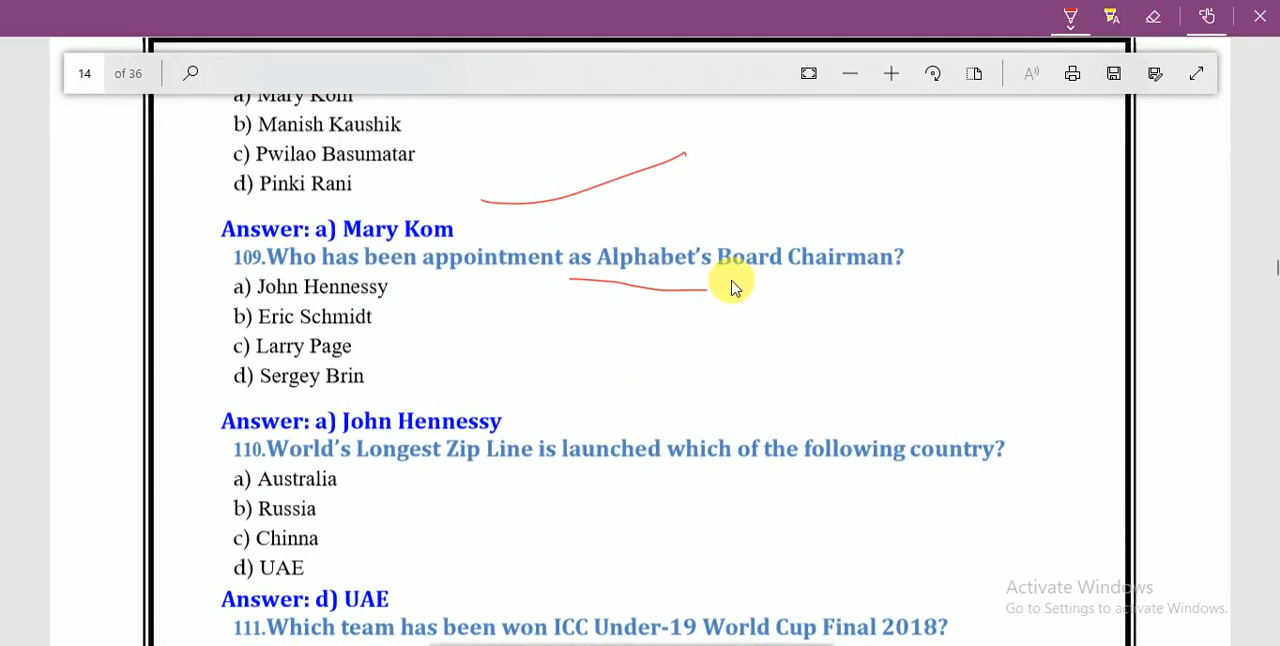 14 of 36
a) Mary Kom
b) Manish Kaushik
c) Pwilao Basumatar
d) Pinki Rani
Answer: a) Mary Kom
109.Who has been appointment as Alphabet’s Board Chairman?
a) John Hennessy
b) Eric Schmidt
c) Larry Page
d) Sergey Brin
Answer: a) John Hennessy
110.World’s Longest Zip Line is launched which of the following country?
a) Australia
b) Russia
c) Chinna
d) UAE
Activate Windows
Go to Settings to activate Windows.
Answer: d) UAE
111.Which team has been won ICC Under-19 World Cup Final 2018?